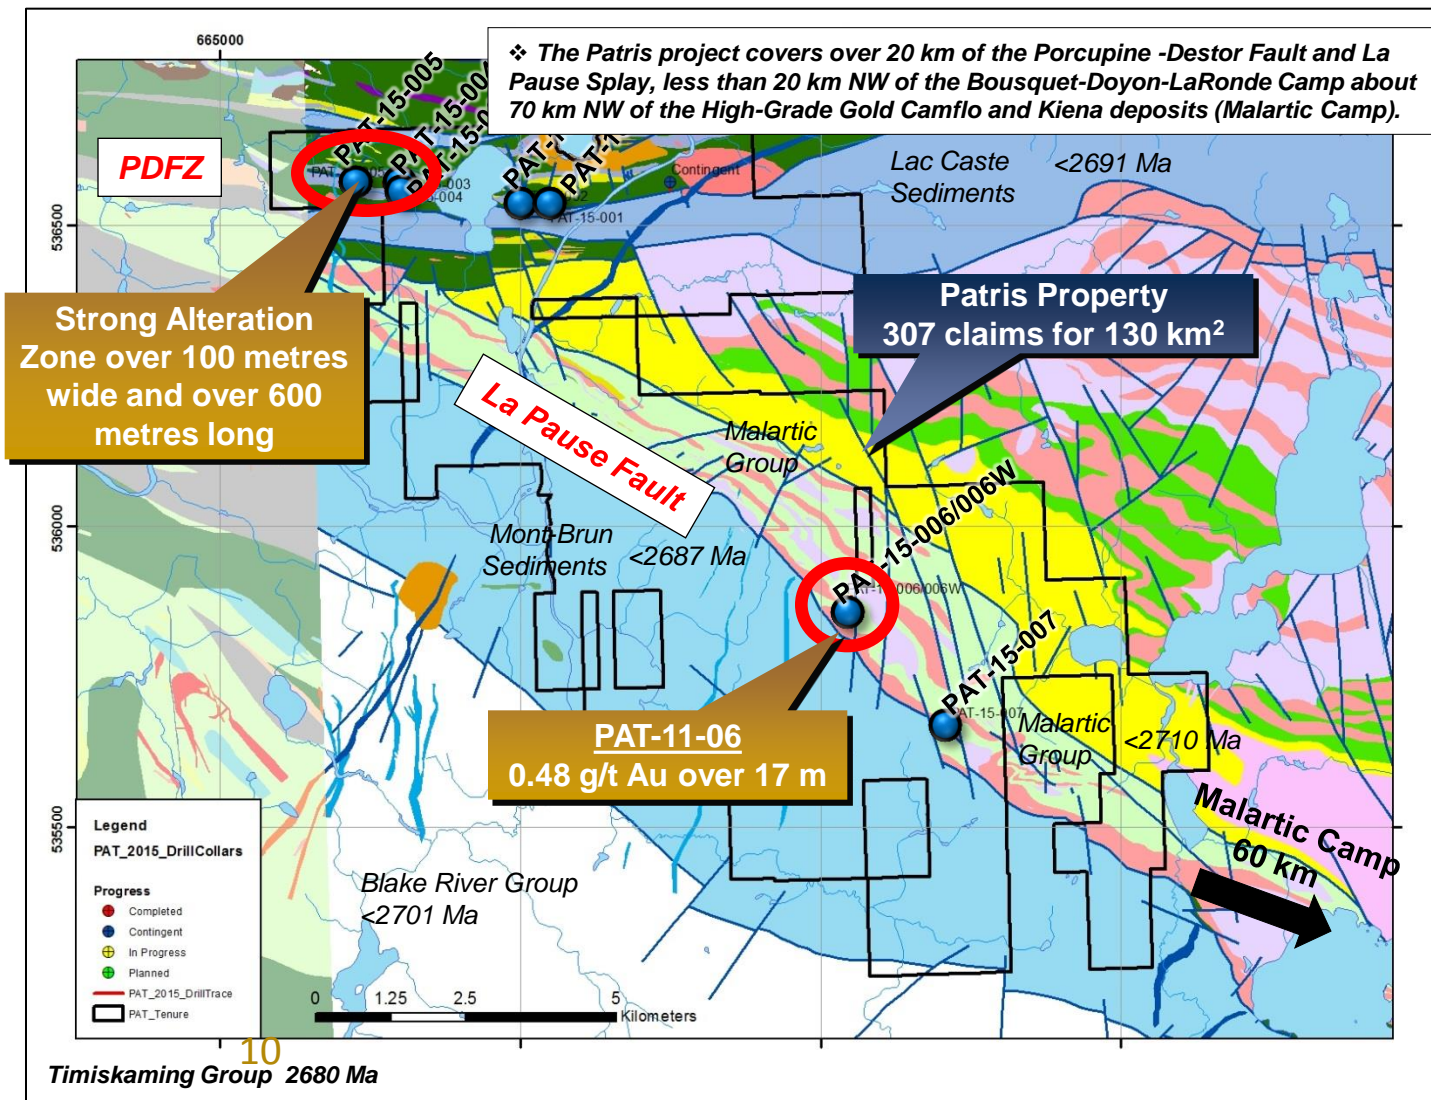 665000
❖ The Patris project covers over 20 km of the Porcupine -Destor Fault and La
Pause Splay, less than 20 km NW of the Bousquet-Doyon-LaRonde Camp about
70 km NW of the High-Grade Gold Camflo and Kiena deposits (Malartic Camp).
PDFZ
PAT-15-005
Contingent
PAT-15-001
Lac Caste
Sediments
<2691 Ma
5365000
Strong Alteration
Zone over 100 metres
wide and over 600
metres long
Patris Property
307 claims for 130 km²
La Pause Fault
Malartic
Group
5360000
Mont-Brun
Sediments
<2687 Ma
PAT-15-006/006W
PAT-15-007
PAT-15-007
PAT-11-06
0.48 g/t Au over 17 m
Malartic
Group
<2710 Ma
Malartic Camp
60 km
Blake River Group
<2701 Ma
Legend
PAT_2015_DrillCollars
Progress
Completed
Contingent
In Progress
Planned
PAT_2015_DrillTrace
PAT_Tenure
0 1.25 2.5 5
Kilometers
10
Timiskaming Group 2680 Ma